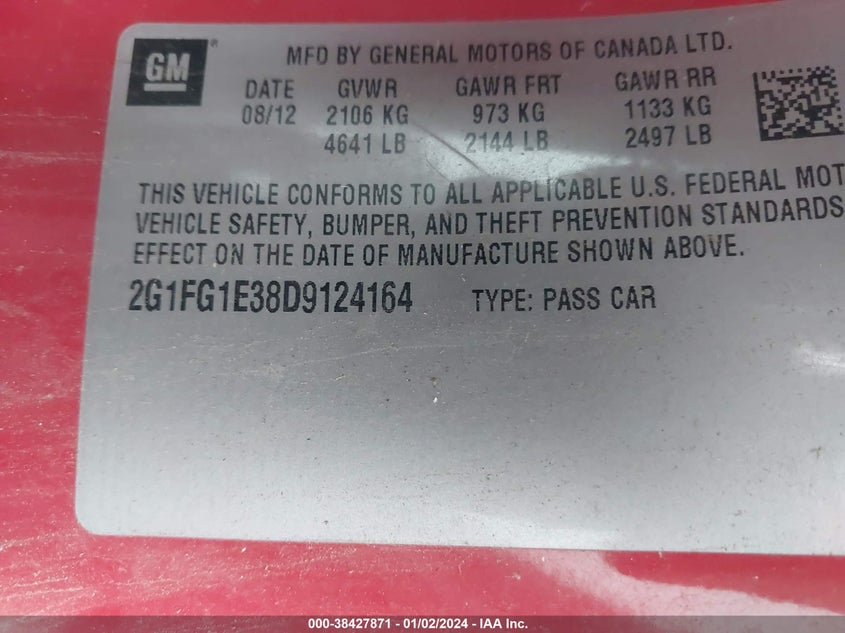 GM ®
MFD BY GENERAL MOTORS OF CANADA LTD.
DATE GVWR GAWR FRT GAWR RR
08/12 2106 KG 973 KG 1133 KG
4641 LB 2144 LB 2497 LB
THIS VEHICLE CONFORMS TO ALL APPLICABLE U.S. FEDERAL MOT
VEHICLE SAFETY, BUMPER, AND THEFT PREVENTION STANDARDS
EFFECT ON THE DATE OF MANUFACTURE SHOWN ABOVE.
2G1FG1E38D9124164 TYPE: PASS CAR
000-38427871 - 01/02/2024 - IAA Inc.